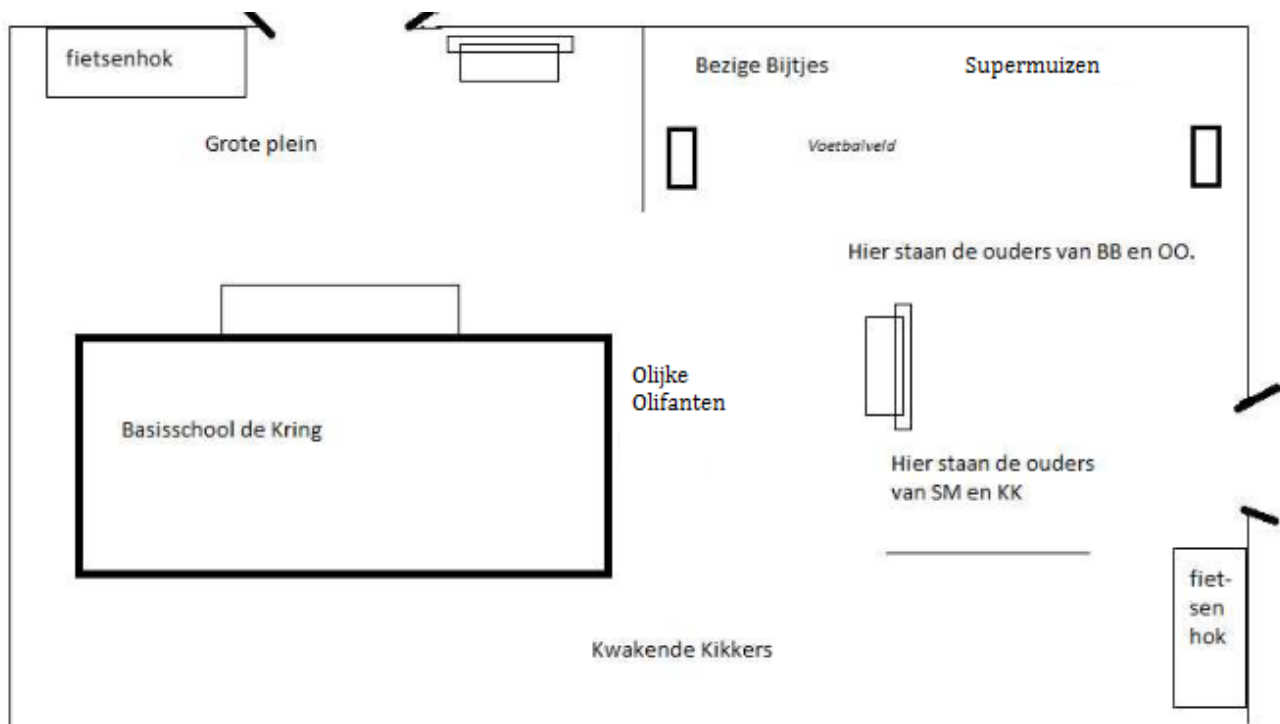 fietsenhok
Bezige Bijtjes
Supermuizen
Grote plein
Voetbalveld
Hier staan de ouders van BB en OO.
Olijke
Olifanten
Basisschool de Kring
Hier staan de ouders
van SM en KK
fiet-
sen
hok
Kwakende Kikkers